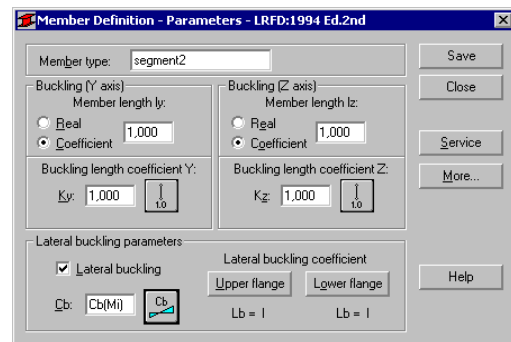 Member Definition - Parameters - LRFD:1994 Ed.2nd
Member type: segment2
Save
Close
Buckling (Y axis)
Member length ly:
Real
Coefficient
1,000
Buckling (Z axis)
Member length lz:
Real
Coefficient
1,000
Service
More...
Buckling length coefficient Y:
Ky: 1,000
1.0
Buckling length coefficient Z:
Kz: 1,000
1.0
Lateral buckling parameters
Lateral buckling
Cb: Cb(Mi)
Cb
Lateral buckling coefficient
Upper flange
Lower flange
Lb = l
Lb = l
Help